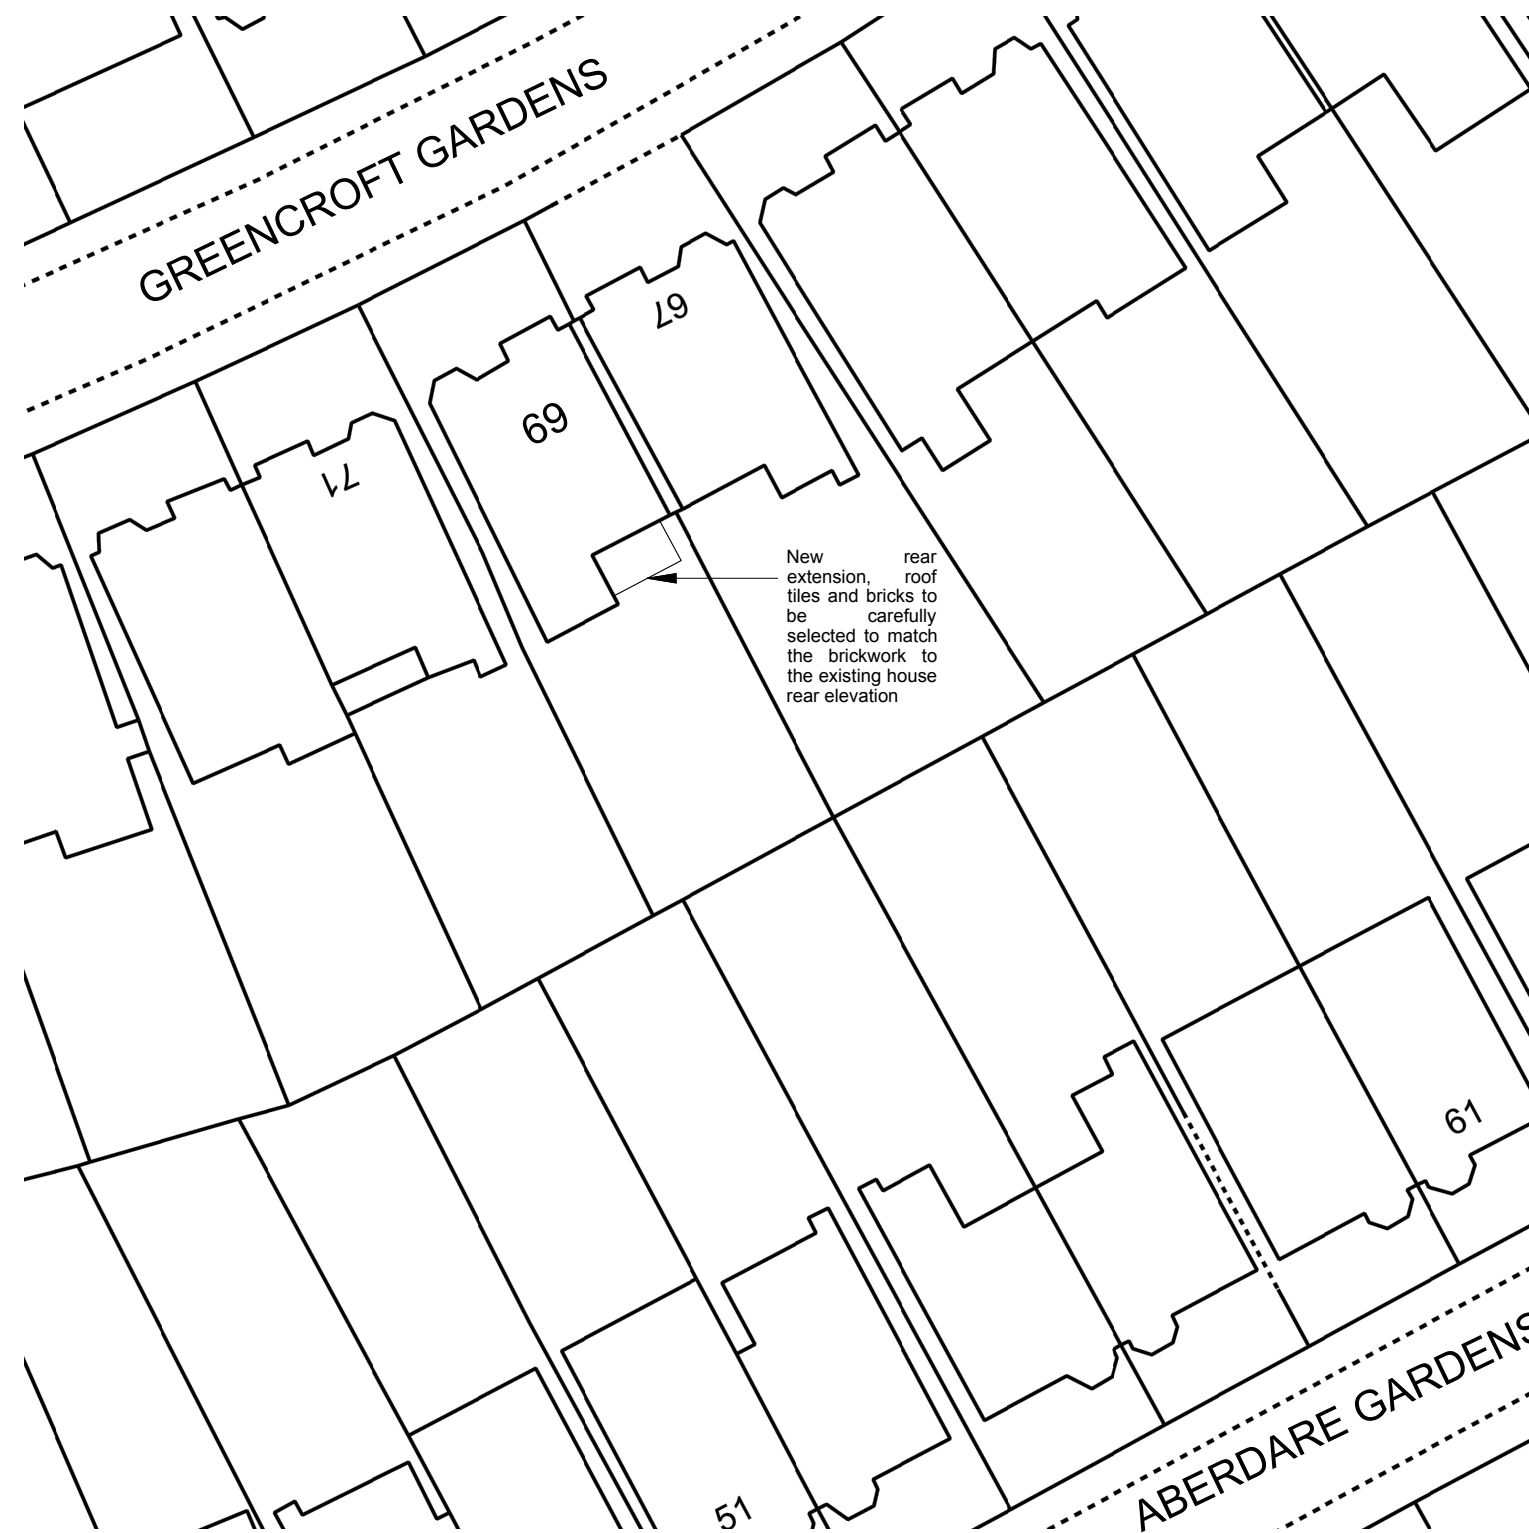 GREENCROFT GARDENS
67
69
71
New rear
extension, roof
tiles and bricks to
be carefully
selected to match
the brickwork to
the existing house
rear elevation
61
ABERDARE GARDENS
51